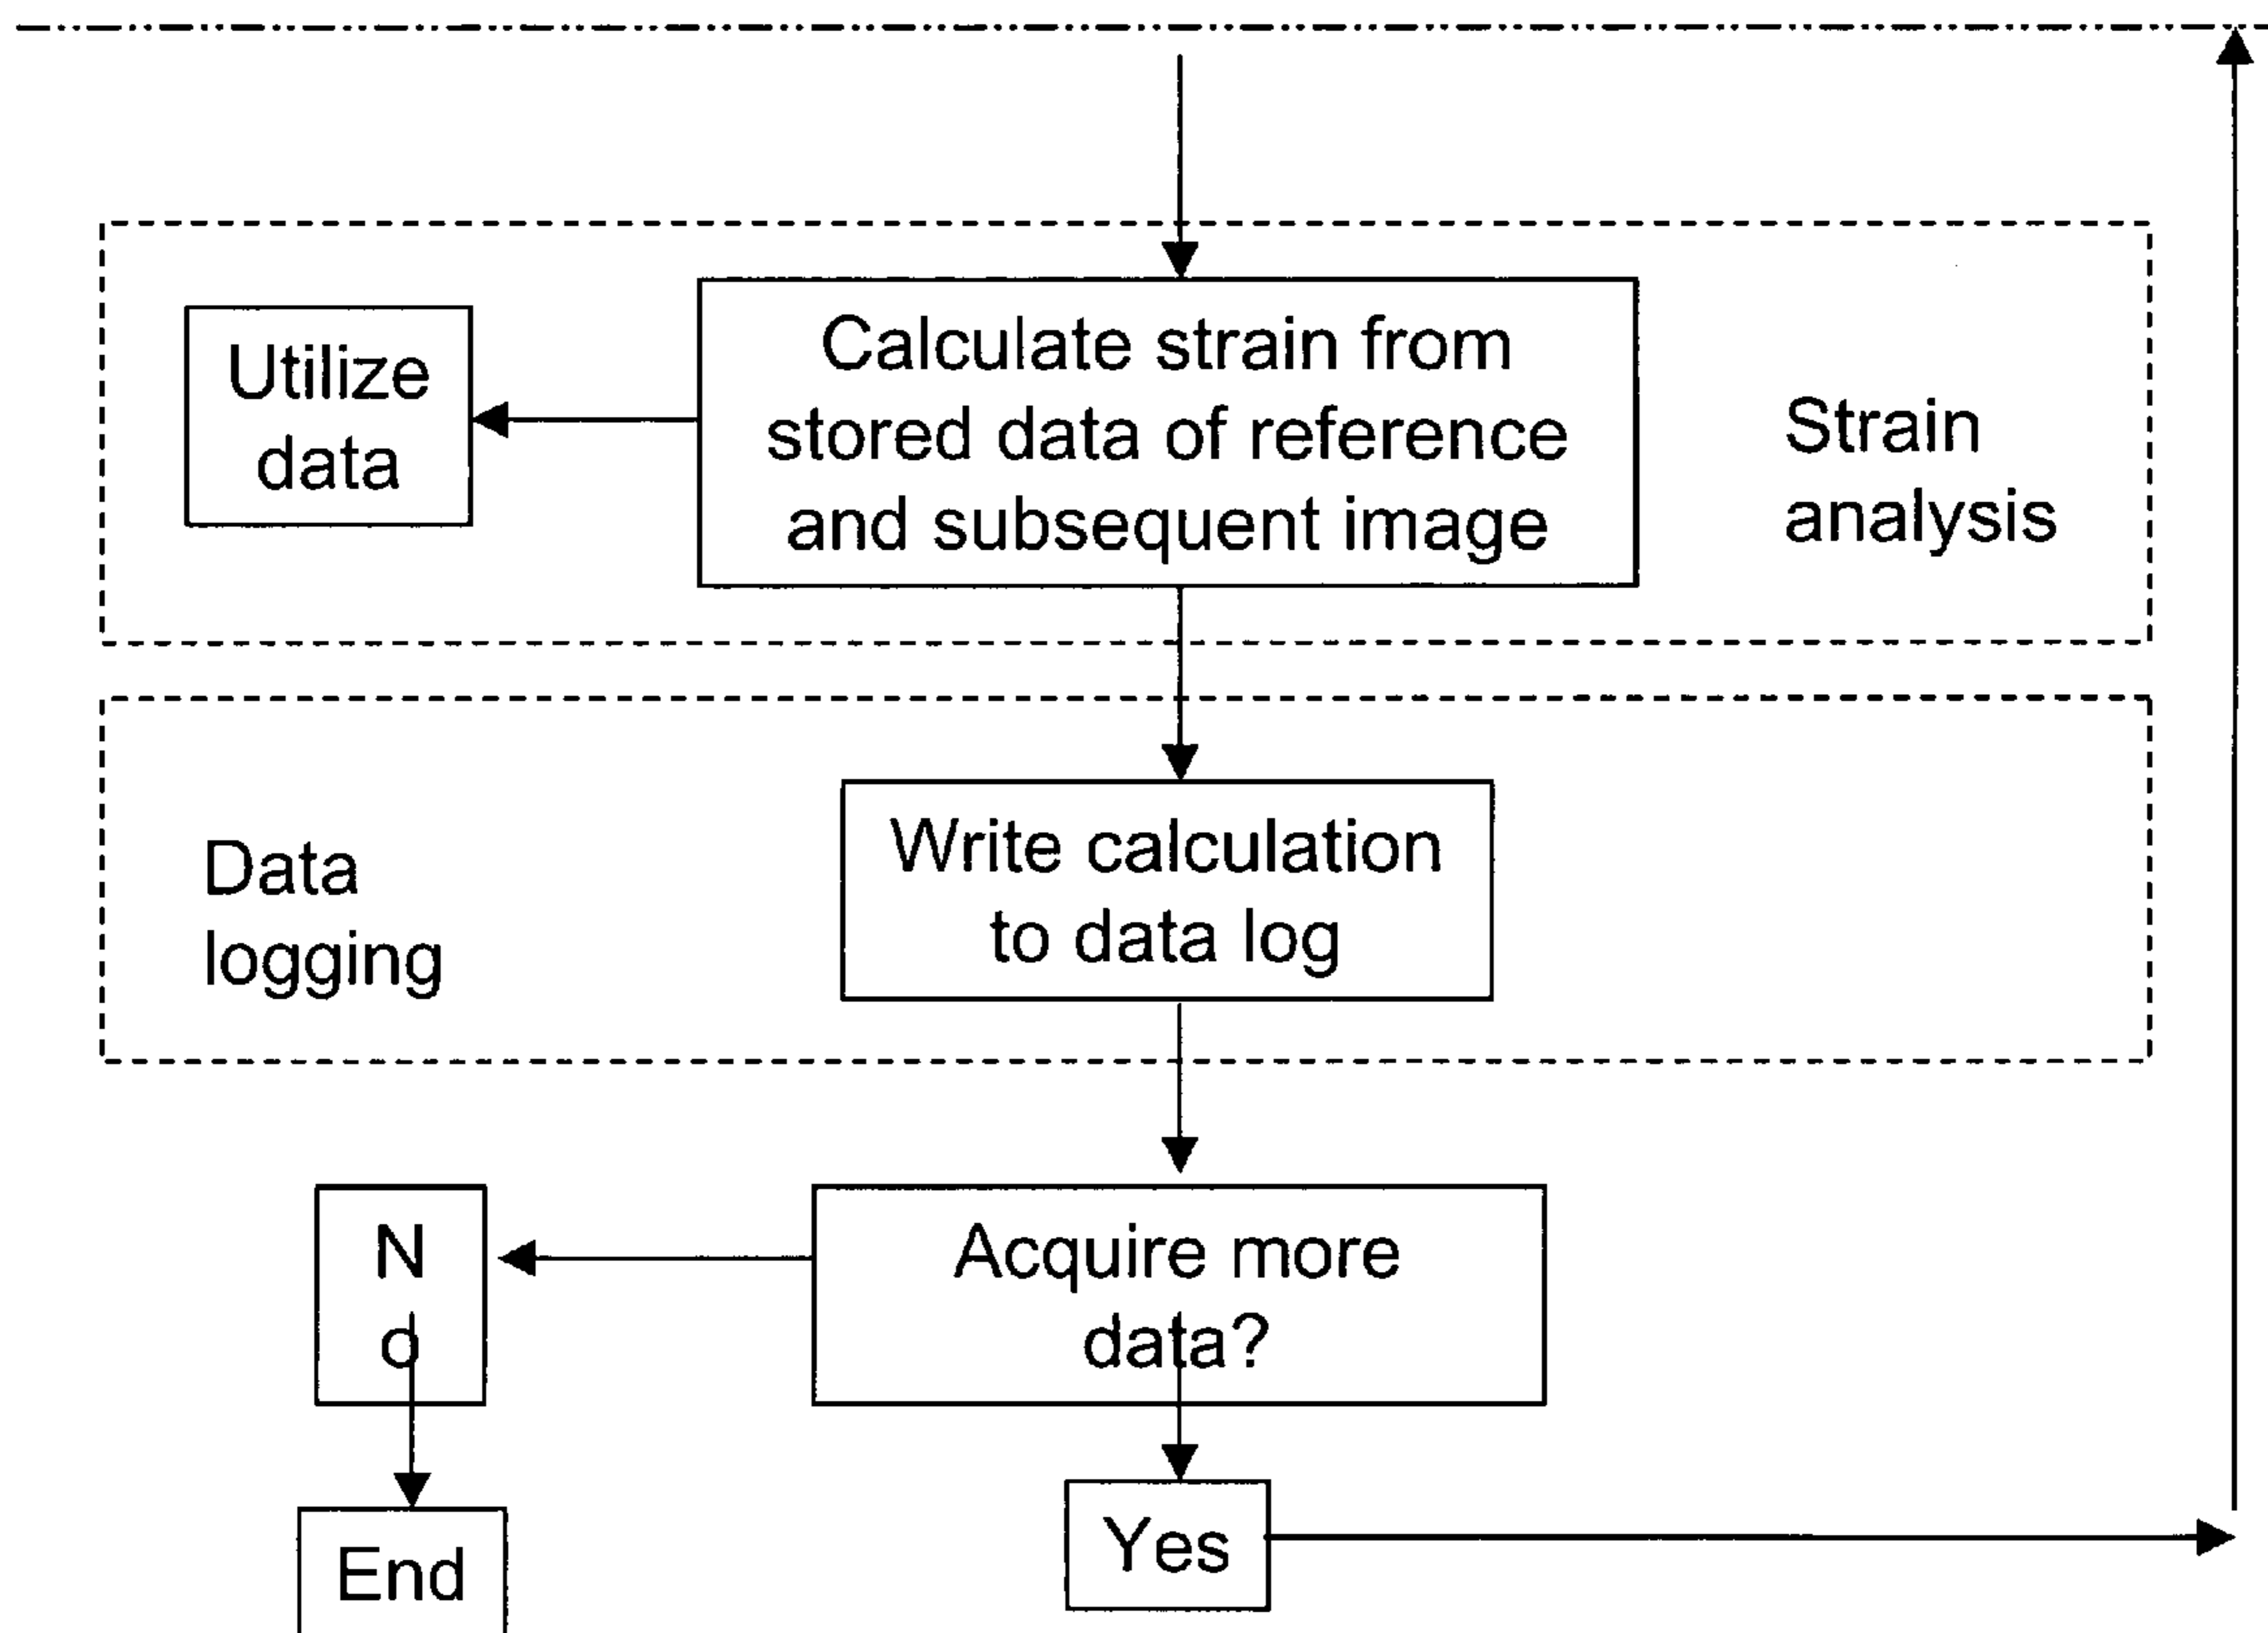 Utilize
data
Calculate strain from
stored data of reference
and subsequent image
Strain
analysis
Data
logging
Write calculation
to data log
N
o
Acquire more
data?
Yes
End